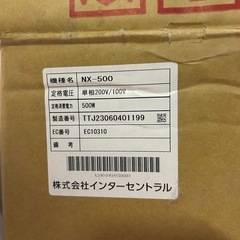 機種名 NX-500
定格電圧 単相200V/100V
定格消費電力 500W
製造番号 TTJ23060401199
EC番号 EC10310
備考
株式会社インターセントラル